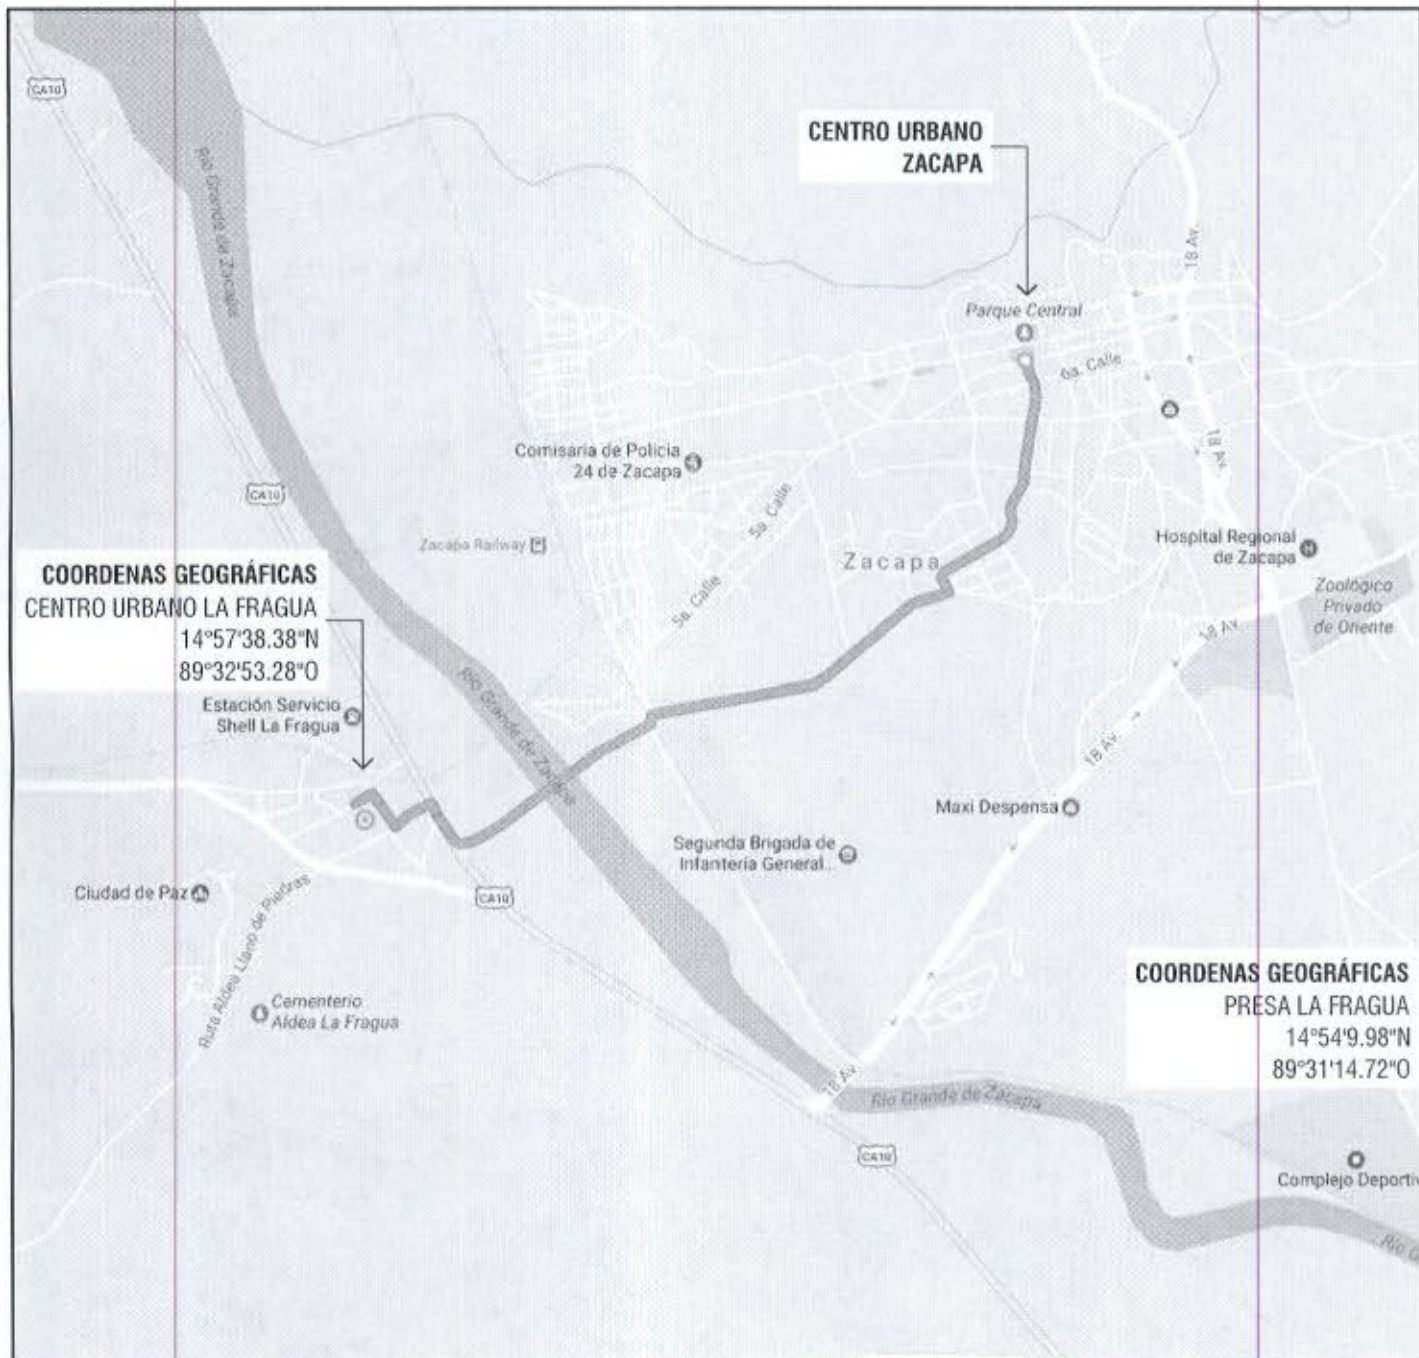 CA10
Rio Grande de Zacapa
CENTRO URBANO
ZACAPA
18 Av.
Parque Central
6a. Calle
18 Av.
Comisaria de Policia
24 de Zacapa
CA10
5a. Calle
Zacapa Railway
Zacapa
Hospital Regional
de Zacapa
Zoológico
Privado
de Oriente
COORDENAS GEOGRÁFICAS
CENTRO URBANO LA FRAGUA
14°57'38.38"N
89°32'53.28"O
5a. Calle
18 Av.
Estación Servicio
Shell La Fragua
Río Grande de Zacapa
18 Av.
Maxi Despensa
Segunda Brigada de
Infantería General...
Ciudad de Paz
CA10
Ruta Aldea Llano de Piedras
Cementerio
Aldea La Fragua
COORDENAS GEOGRÁFICAS
PRESA LA FRAGUA
14°54'9.98"N
89°31'14.72"O
18 Av.
Río Grande de Zacapa
CA10
Complejo Deportiv
Río G